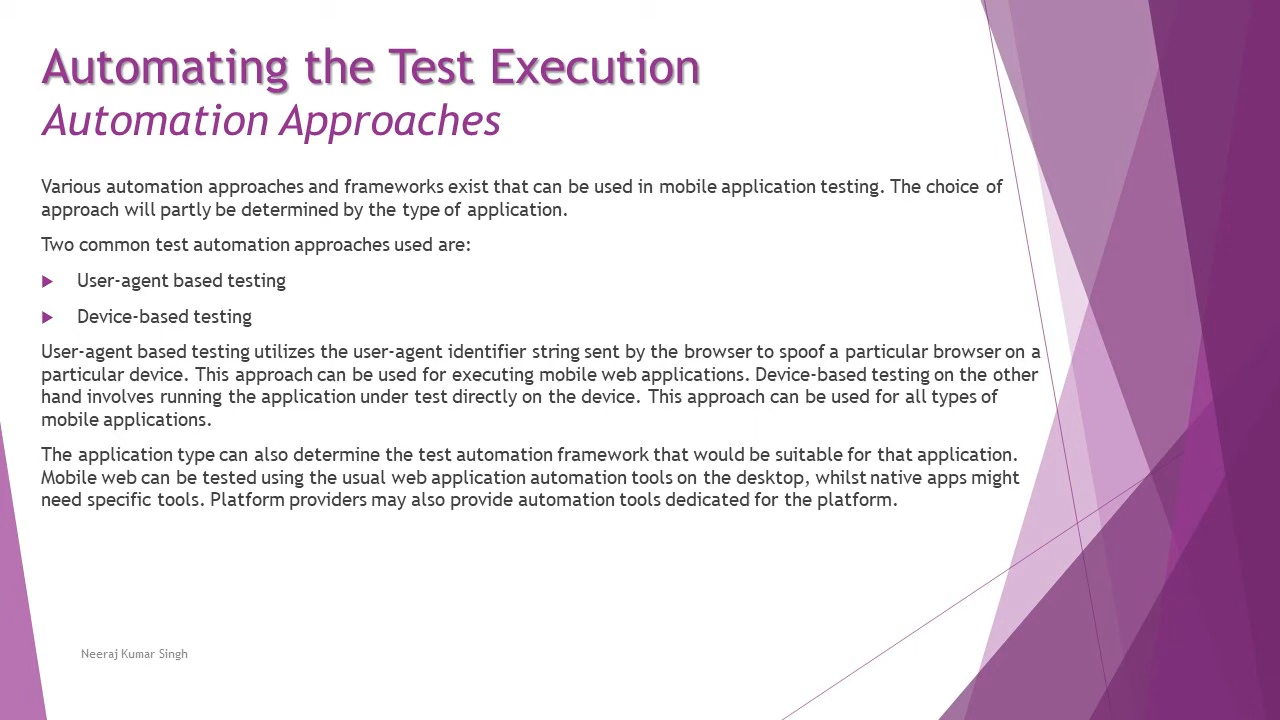 Automating the Test Execution
Automation Approaches
Various automation approaches and frameworks exist that can be used in mobile application testing. The choice of
approach will partly be determined by the type of application.
Two common test automation approaches used are:
User-agent based testing
Device-based testing
User-agent based testing utilizes the user-agent identifier string sent by the browser to spoof a particular browser on a
particular device. This approach can be used for executing mobile web applications. Device-based testing on the other
hand involves running the application under test directly on the device. This approach can be used for all types of
mobile applications.
The application type can also determine the test automation framework that would be suitable for that application.
Mobile web can be tested using the usual web application automation tools on the desktop, whilst native apps might
need specific tools. Platform providers may also provide automation tools dedicated for the platform.
Neeraj Kumar Singh